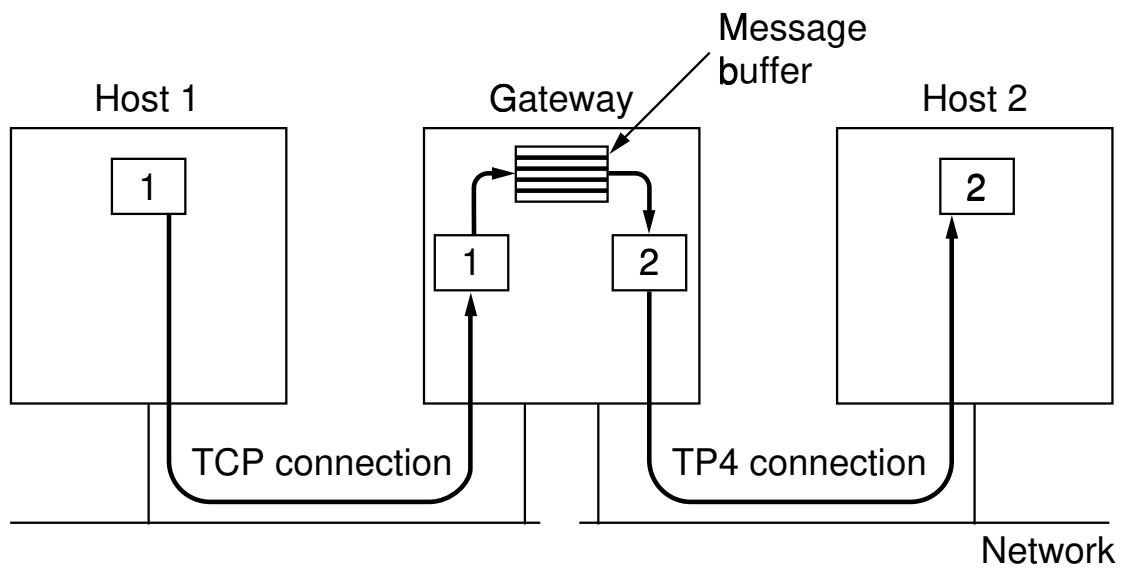 Message
buffer
Host 1
Gateway
Host 2
1
2
1
2
TCP connection
TP4 connection
Network